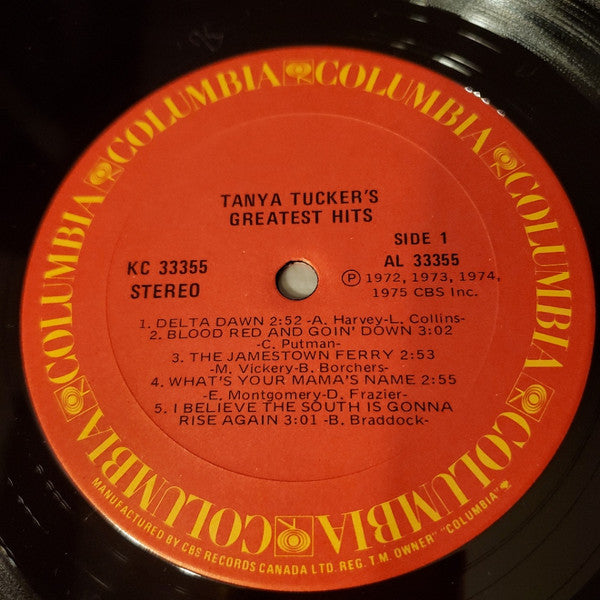 COLUMBIA COLUMBIA COLUMBIA COLUMBIA COLUMBIA COLUMBIA
TANYA TUCKER'S
GREATEST HITS
SIDE 1
KC 33355
AL 33355
STEREO
Ⓟ 1972, 1973, 1974,
1975 CBS Inc.
1. DELTA DAWN 2:52 -A. Harvey-L. Collins-
2. BLOOD RED AND GOIN' DOWN 3:02
-C. Putman-
3. THE JAMESTOWN FERRY 2:53
-M. Vickery-B. Borchers-
4. WHAT'S YOUR MAMA'S NAME 2:55
-E. Montgomery-D. Frazier-
5. I BELIEVE THE SOUTH IS GONNA
RISE AGAIN 3:01 -B. Braddock-
MANUFACTURED BY CBS RECORDS CANADA LTD. REG. T.M. OWNER "COLUMBIA"